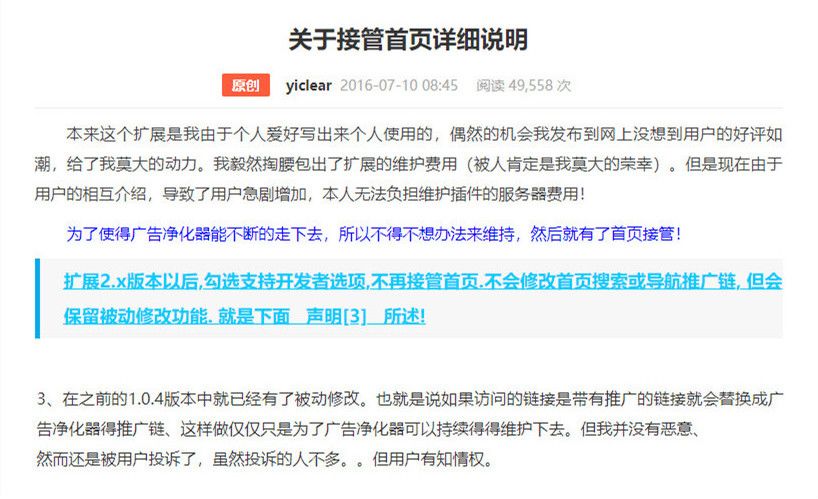 关于接管首页详细说明
原创 yiclear 2016-07-10 08:45 阅读 49,558 次
本来这个扩展是我由于个人爱好写出来个人使用的，偶然的机会我发布到网上没想到用户的好评如
潮，给了我莫大的动力。我毅然掏腰包出了扩展的维护费用（被人肯定是我莫大的荣幸）。但是现在由于
用户的相互介绍，导致了用户急剧增加，本人无法负担维护插件的服务器费用！
为了使得广告净化器能不断的走下去，所以不得不想办法来维持，然后就有了首页接管！
扩展2.x版本以后,勾选支持开发者选项,不再接管首页.不会修改首页搜索或导航推广链, 但会
保留被动修改功能. 就是下面 声明[3] 所述!
3、在之前的1.0.4版本中就已经有了被动修改。也就是说如果访问的链接是带有推广的链接就会替换成广
告净化器得推广链、这样做仅仅只是为了广告净化器可以持续得得维护下去。但我并没有恶意、
然而还是被用户投诉了，虽然投诉的人不多。。但用户有知情权。